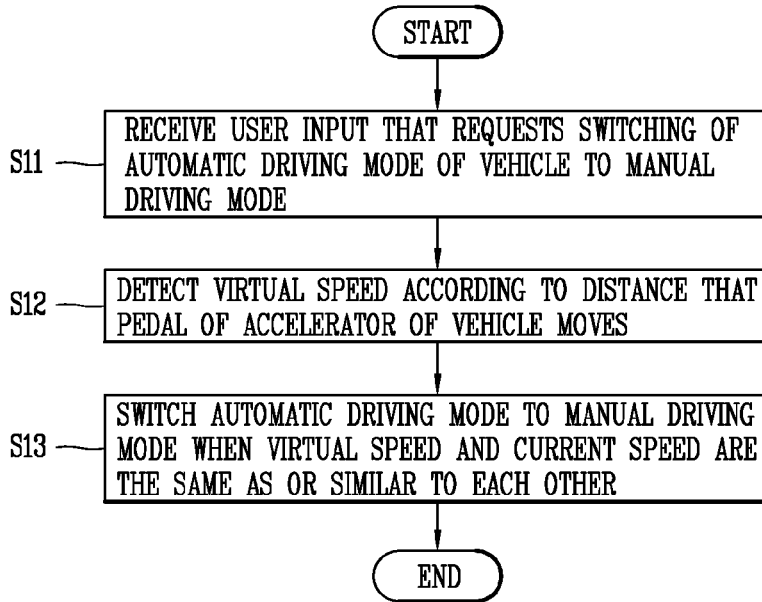 START
S11
RECEIVE USER INPUT THAT REQUESTS SWITCHING OF
AUTOMATIC DRIVING MODE OF VEHICLE TO MANUAL
DRIVING MODE
S12
DETECT VIRTUAL SPEED ACCORDING TO DISTANCE THAT
PEDAL OF ACCELERATOR OF VEHICLE MOVES
S13
SWITCH AUTOMATIC DRIVING MODE TO MANUAL DRIVING
MODE WHEN VIRTUAL SPEED AND CURRENT SPEED ARE
THE SAME AS OR SIMILAR TO EACH OTHER
END